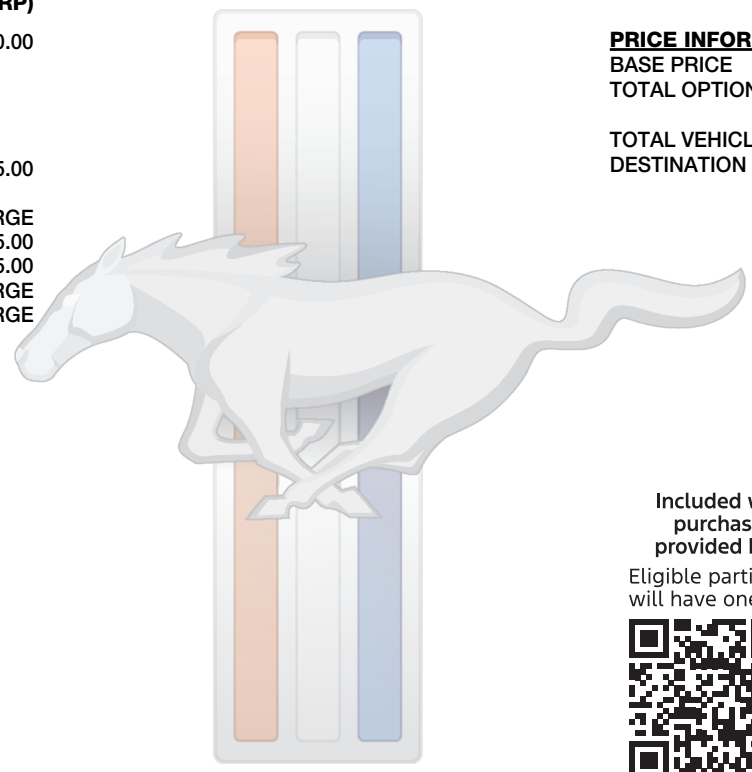 RP)
0.00
5.00
RGE
5.00
5.00
RGE
RGE
PRICE INFOR
BASE PRICE
TOTAL OPTION
TOTAL VEHICL
DESTINATION
Included w
purchas
provided b
Eligible parti
will have one